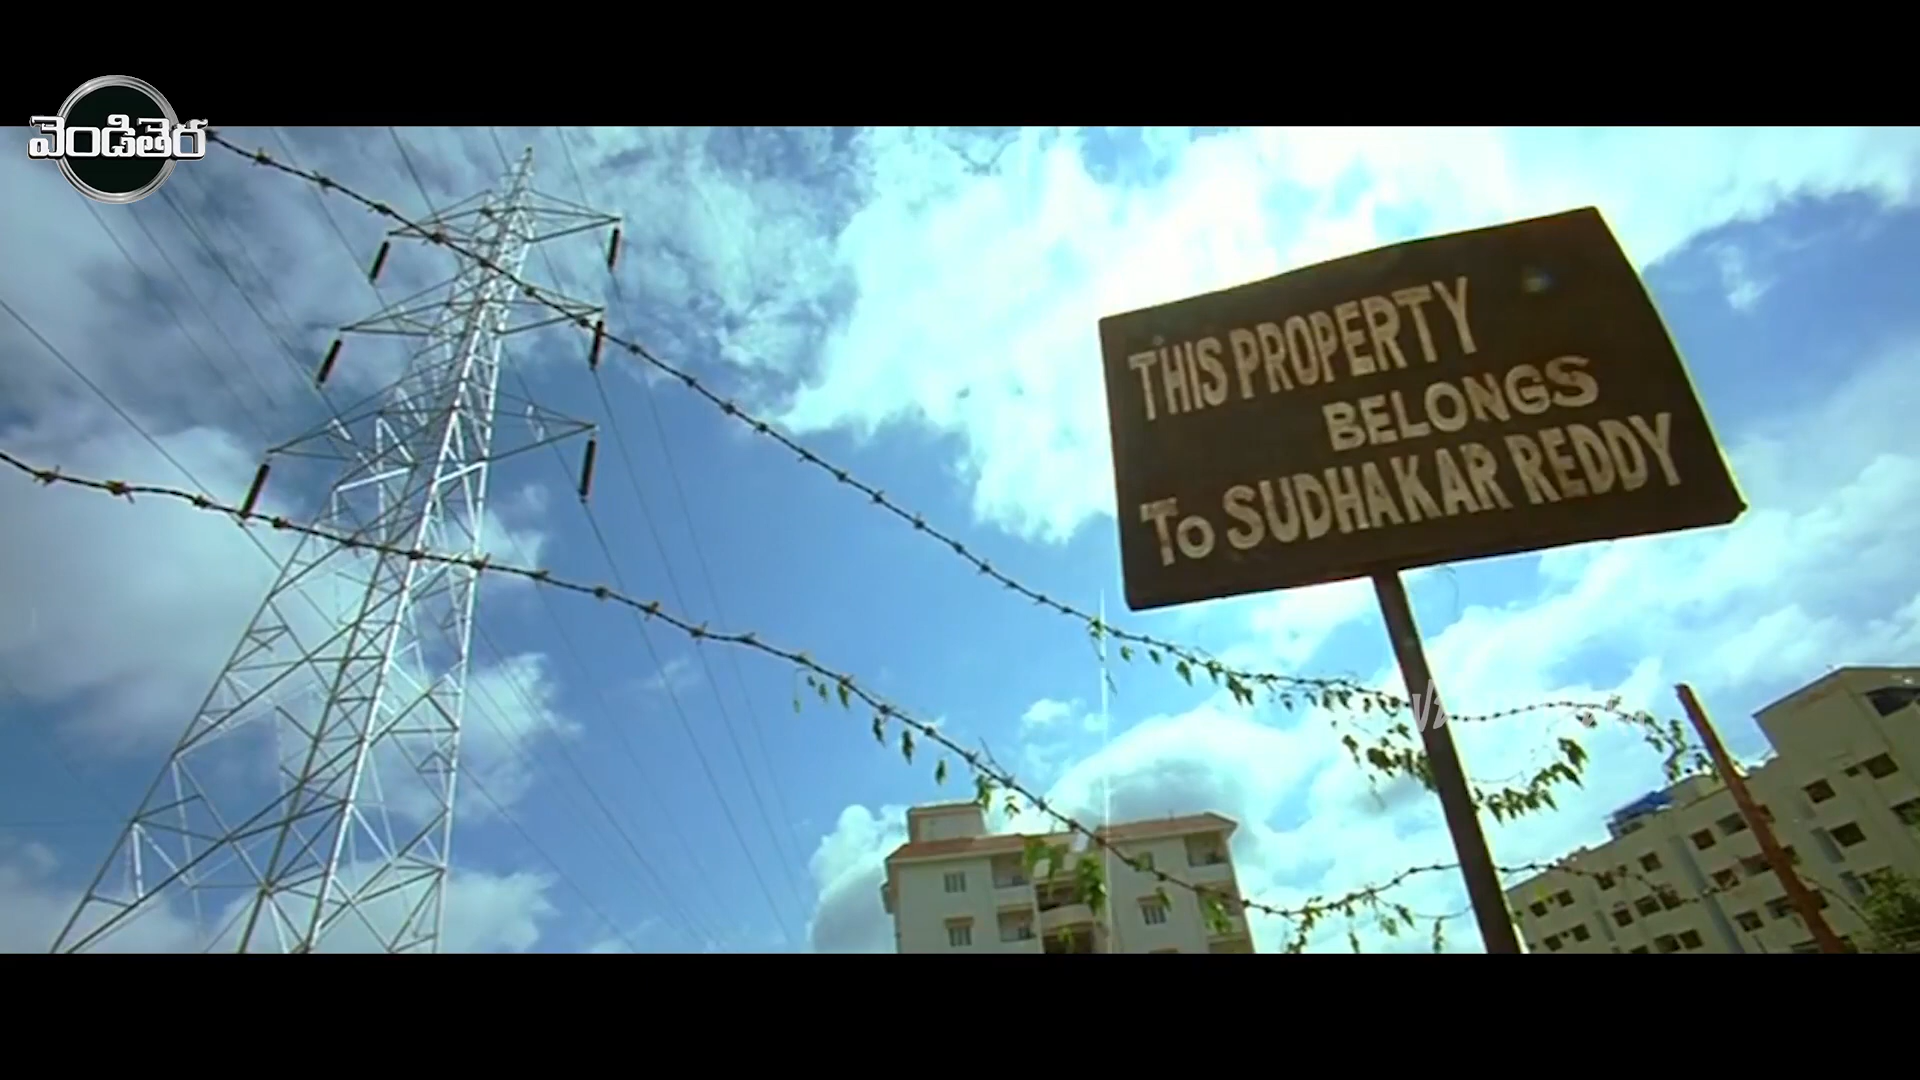 వెండితెర
THIS PROPERTY
BELONGS
To SUDHAKAR REDDY